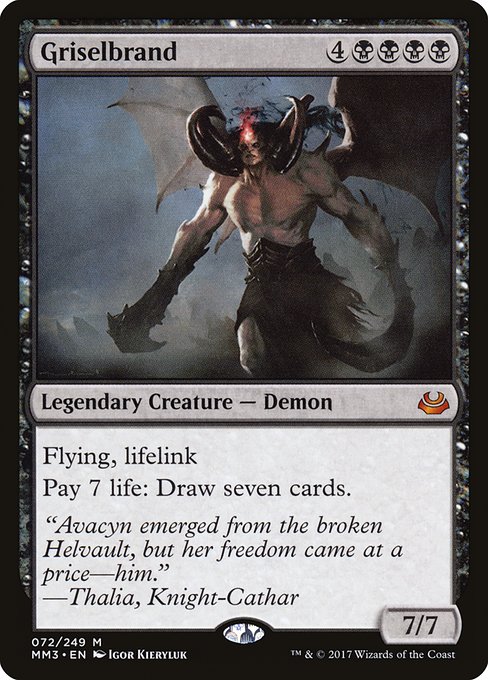 Griselbrand 4
Legendary Creature — Demon
Flying, lifelink
Pay 7 life: Draw seven cards.
“Avacyn emerged from the broken
Helvault, but her freedom came at a
price—him.”
—Thalia, Knight-Cathar
7/7
072/249 M
MM3 • EN Igor Kieryluk
™ & © 2017 Wizards of the Coast